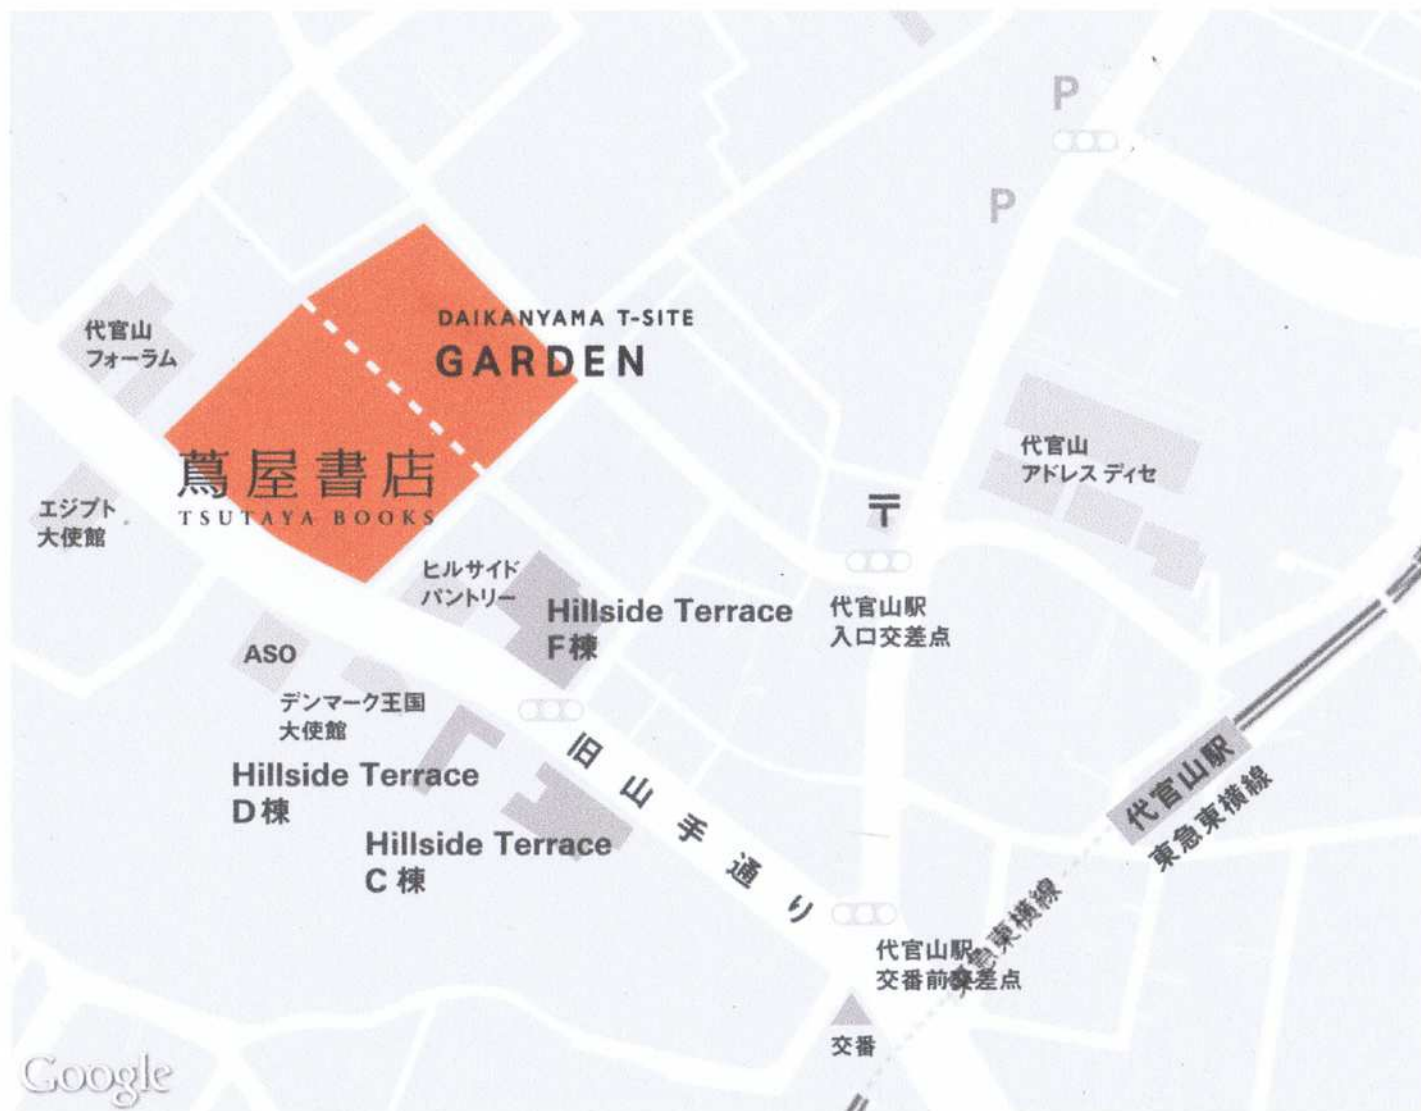 P
P
DAIKANYAMA T-SITE
GARDEN
代官山
フォーラム
代官山
アドレス ディセ
蔦屋書店
TSUTAYA BOOKS
エジプト
大使館
〒
ヒルサイド
パントリー
Hillside Terrace
F棟
代官山駅
入口交差点
ASO
デンマーク王国
大使館
旧山手通り
Hillside Terrace
D棟
Hillside Terrace
C棟
代官山駅
東急東横線
東急東横線
代官山駅
交番前交差点
交番
Google